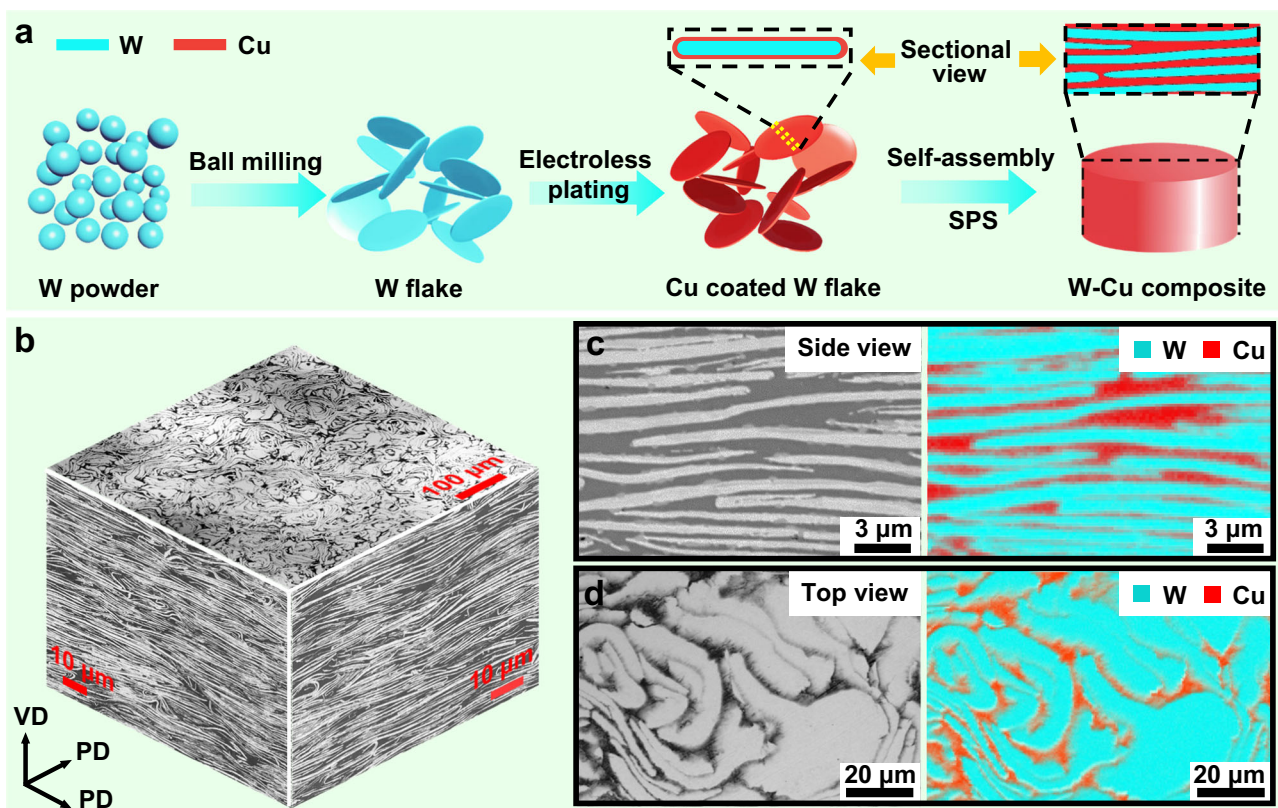 a
W
Cu
Sectional
view
Ball milling
Electroless
plating
Self-assembly
SPS
W powder
W flake
Cu coated W flake
W-Cu composite
b
100 μm
10 μm
10 μm
VD
PD
PD
c
Side view
W
Cu
3 μm
3 μm
d
Top view
W
Cu
20 μm
20 μm